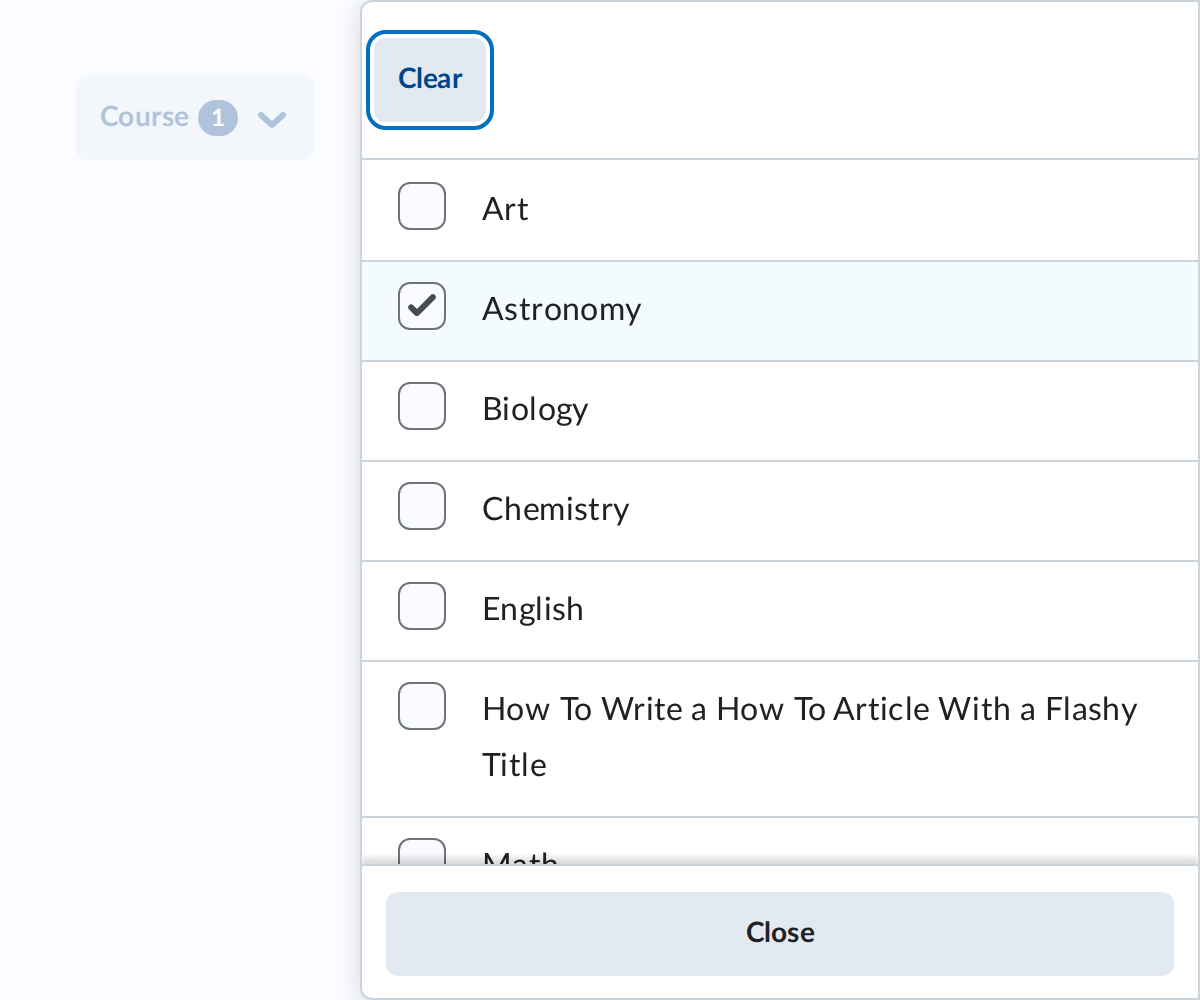 Clear
Course 1
Art
Astronomy
Biology
Chemistry
English
How To Write a How To Article With a Flashy
Title
Math
Close